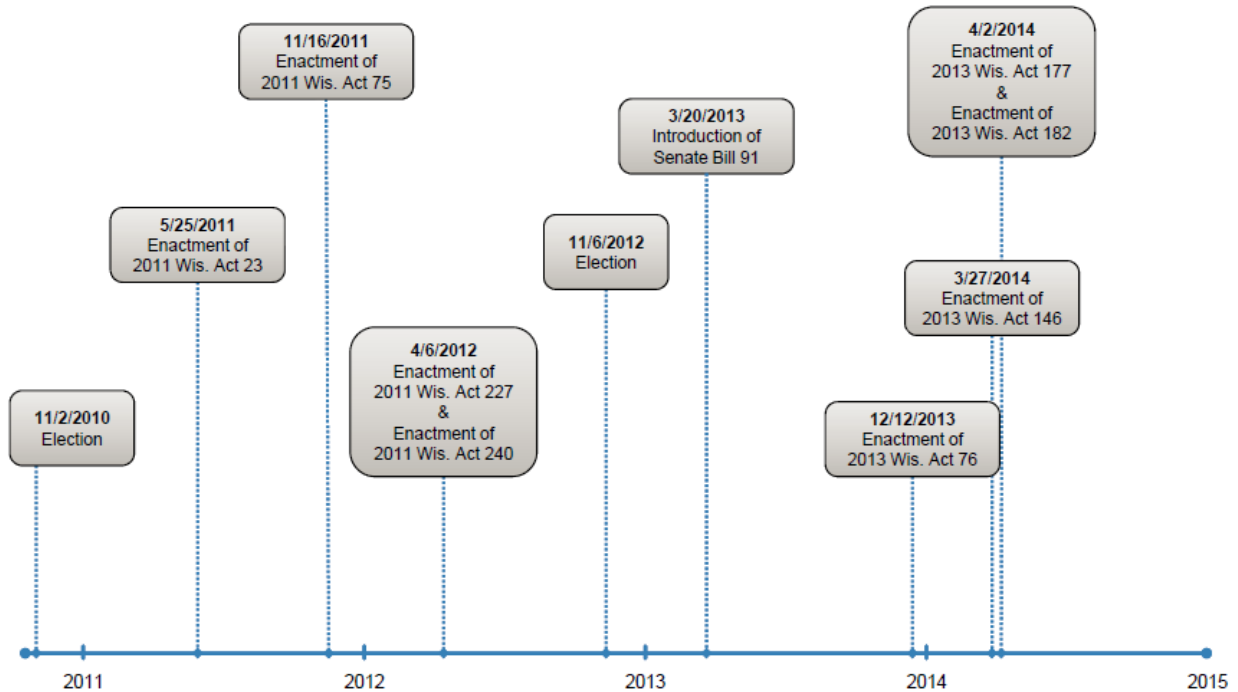 11/2/2010
Election
5/25/2011
Enactment of
2011 Wis. Act 23
11/16/2011
Enactment of
2011 Wis. Act 75
4/6/2012
Enactment of
2011 Wis. Act 227
&
Enactment of
2011 Wis. Act 240
11/6/2012
Election
3/20/2013
Introduction of
Senate Bill 91
12/12/2013
Enactment of
2013 Wis. Act 76
3/27/2014
Enactment of
2013 Wis. Act 146
4/2/2014
Enactment of
2013 Wis. Act 177
&
Enactment of
2013 Wis. Act 182
2011
2012
2013
2014
2015